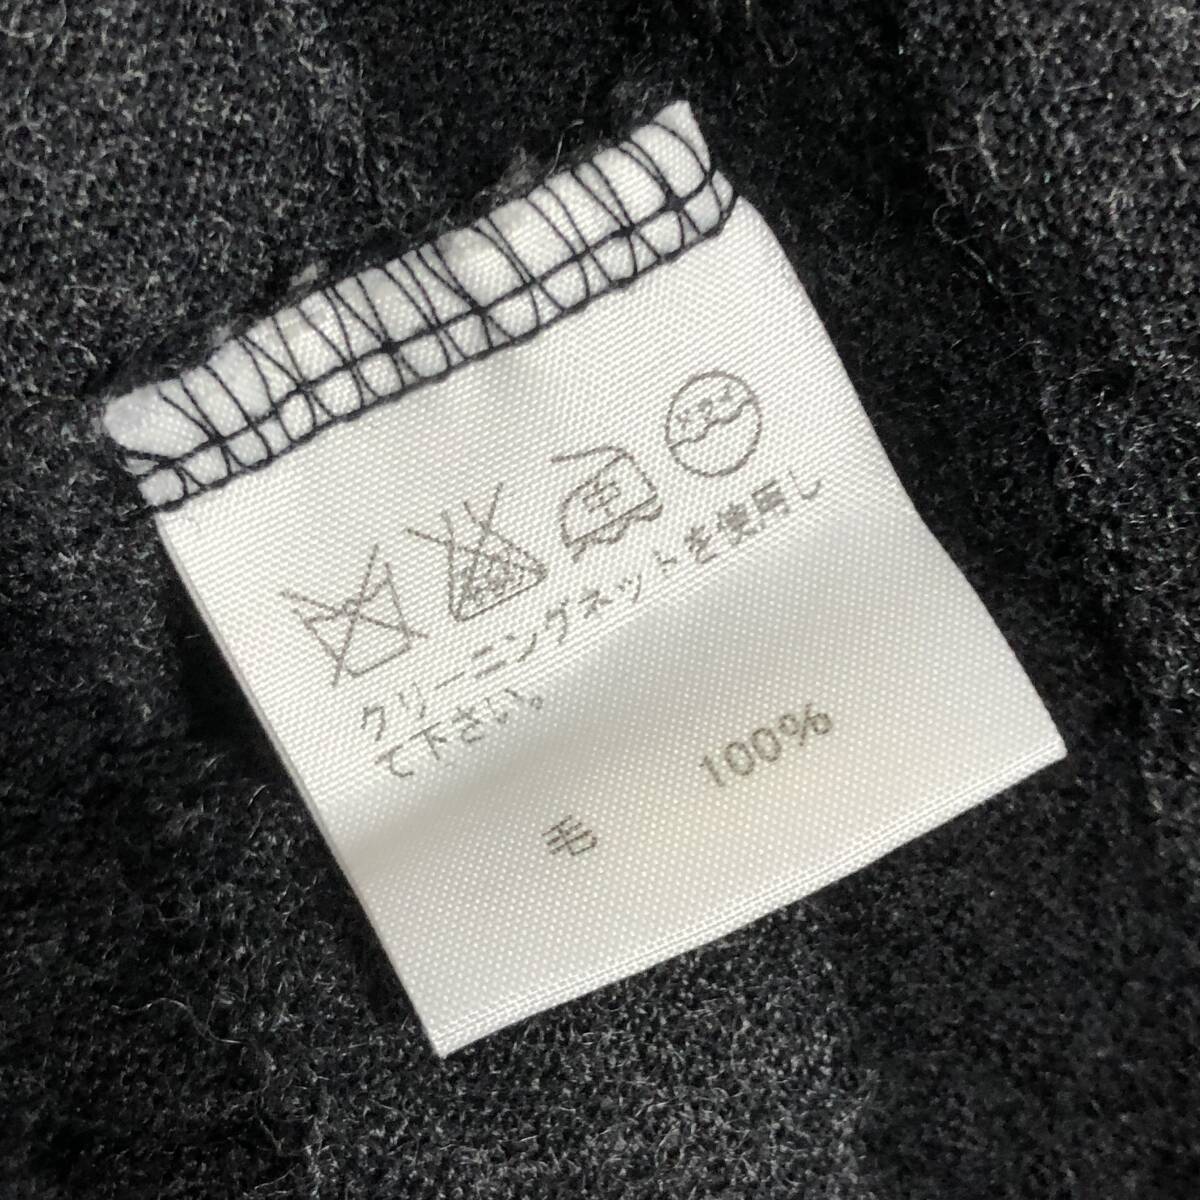 中
クリーニングネットを使用し
て下さい。
毛 100%